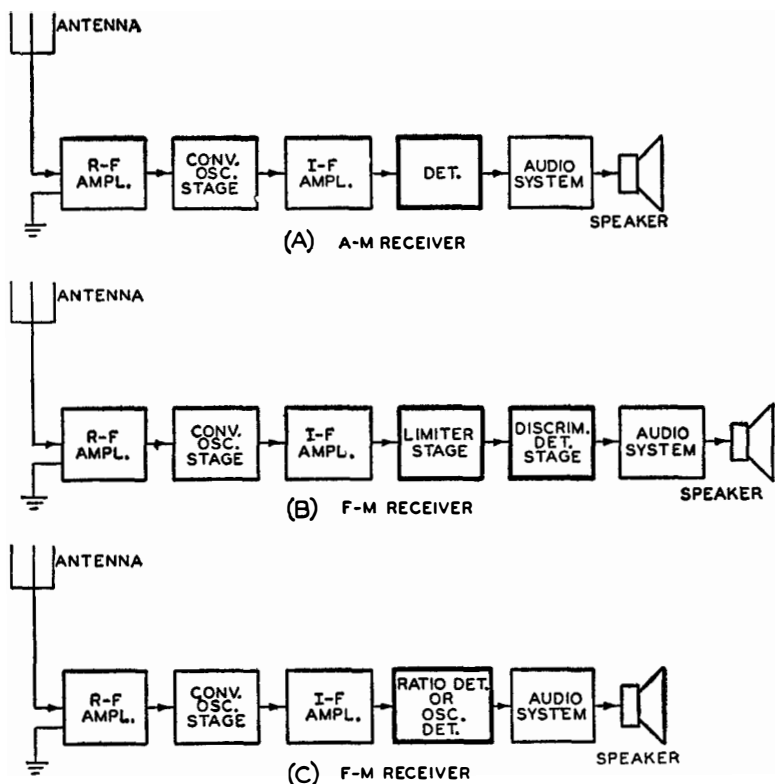 ANTENNA
R-F
AMPL.
CONV.
OSC.
STAGE
I-F
AMPL.
DET.
AUDIO
SYSTEM
SPEAKER
(A) A-M RECEIVER
ANTENNA
R-F
AMPL.
CONV.
OSC.
STAGE
I-F
AMPL.
LIMITER
STAGE
DISCRIM.
DET.
STAGE
AUDIO
SYSTEM
SPEAKER
(B) F-M RECEIVER
ANTENNA
R-F
AMPL.
CONV.
OSC.
STAGE
I-F
AMPL.
RATIO DET.
OR
OSC.
DET.
AUDIO
SYSTEM
SPEAKER
(C) F-M RECEIVER